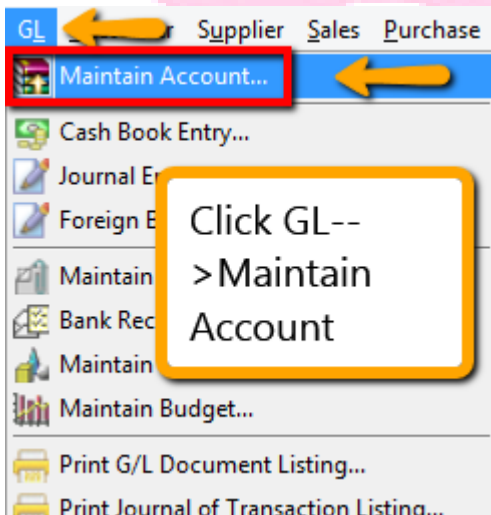 GL Supplier Sales Purchase
Maintain Account...
Cash Book Entry...
Journal
Foreign
Click GL--
>Maintain
Account
Maintain
Bank Rec
Maintain
Maintain Budget...
Print G/L Document Listing...
Print Journal of Transaction Listing...